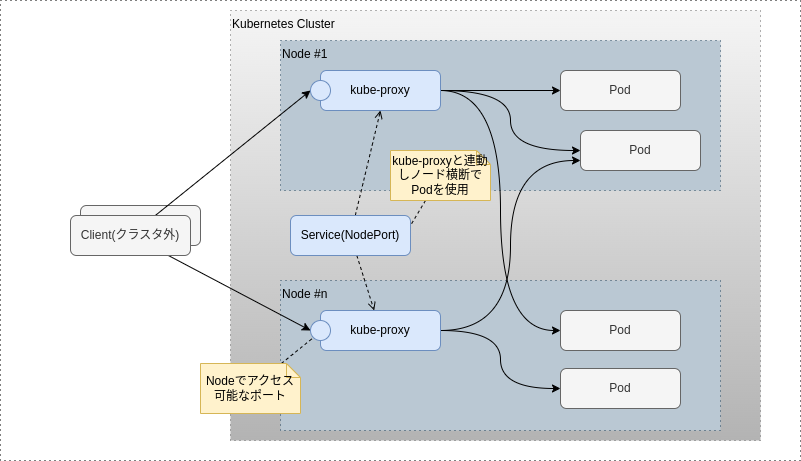 Kubernetes Cluster
Node #1
kube-proxy
Pod
Pod
kube-proxyと連動
しノード横断で
Podを使用
Client(クラスタ外)
Service(NodePort)
Node #n
kube-proxy
Pod
Nodeでアクセス
可能なポート
Pod